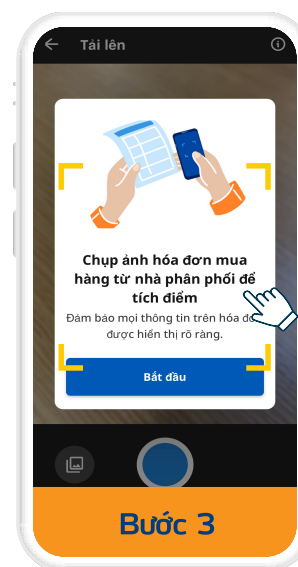 Tải lên
Chụp ảnh hóa đơn mua
hàng từ nhà phân phối để
tích điểm
Đảm bảo mọi thông tin trên hóa
được hiển thị rõ ràng.
Bắt đầu
Bước 3